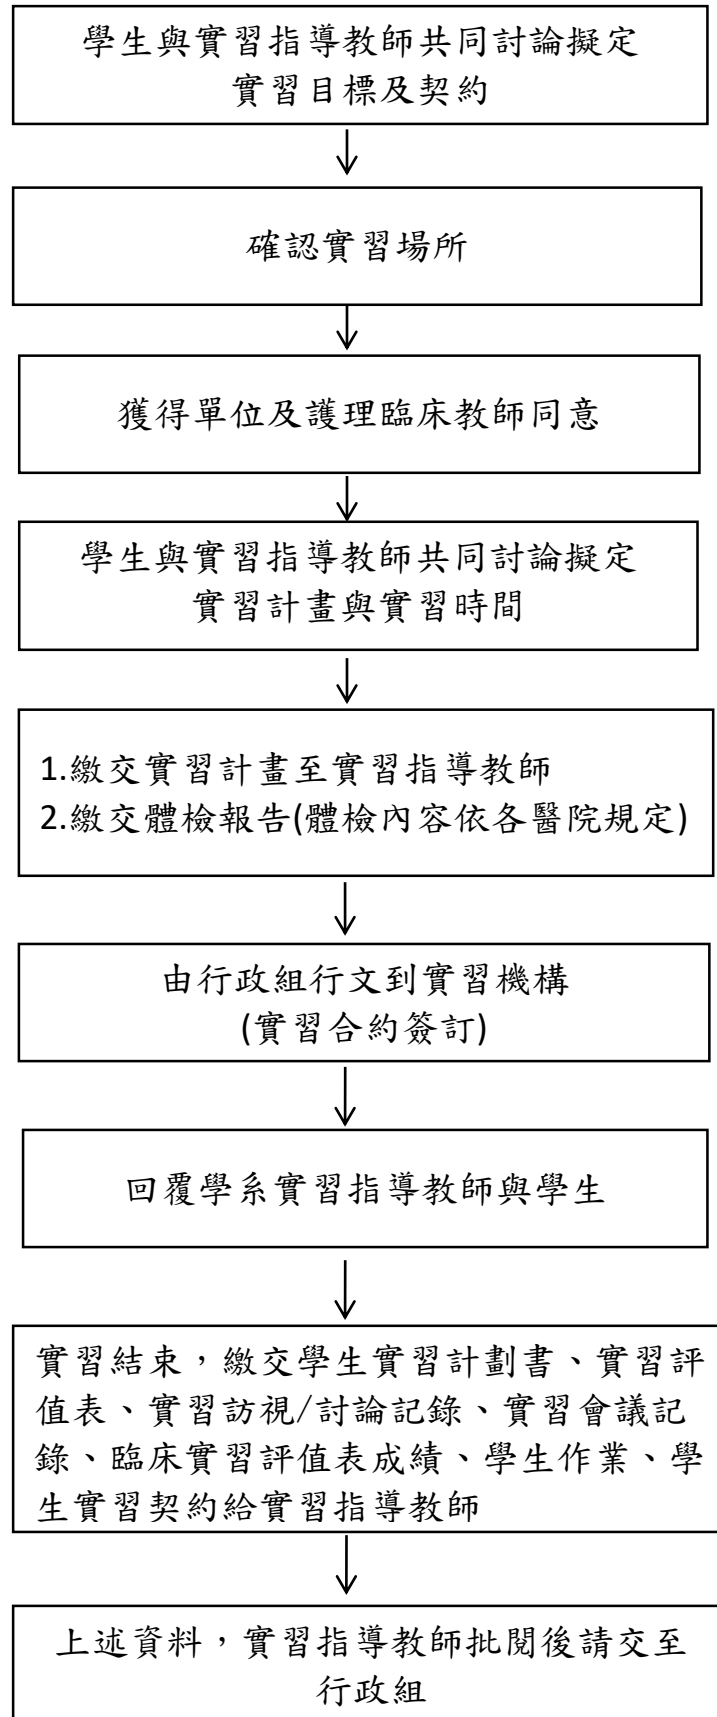 學生與實習指導教師共同討論擬定
實習目標及契約
確認實習場所
獲得單位及護理臨床教師同意
學生與實習指導教師共同討論擬定
實習計畫與實習時間
1.繳交實習計畫至實習指導教師
2.繳交體檢報告(體檢內容依各醫院規定)
由行政組行文到實習機構
(實習合約簽訂)
回覆學系實習指導教師與學生
實習結束，繳交學生實習計劃書、實習評
值表、實習訪視/討論記錄、實習會議記
錄、臨床實習評值表成績、學生作業、學
生實習契約給實習指導教師
上述資料，實習指導教師批閱後請交至
行政組